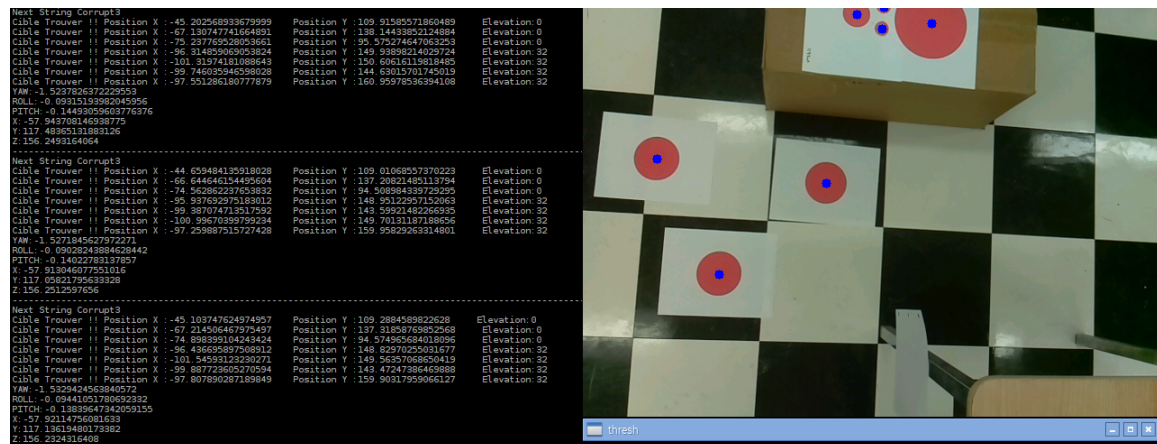 Next String Corrupt3
Cible Trouver !! Position X :-45.202568933679999 Position Y :109.91585571860489 Elevation:0
Cible Trouver !! Position X :-67.130747741664891 Position Y :138.14433852124884 Elevation:0
Cible Trouver !! Position X :-75.237769528053661 Position Y :95.575274647063253 Elevation:0
Cible Trouver !! Position X :-96.314859069053824 Position Y :149.93898214029724 Elevation:32
Cible Trouver !! Position X :-101.31974181088643 Position Y :150.60616119818485 Elevation:32
Cible Trouver !! Position X :-99.746035946598028 Position Y :144.63015701745019 Elevation:32
Cible Trouver !! Position X :-97.551286180777879 Position Y :160.95978536394108 Elevation:32
YAW:-1.5237826372229553
ROLL:-0.09315193982045956
PITCH:-0.14493059603776376
X:-57.943708146938775
Y:117.48365131883126
Z:156.2493164064
Next String Corrupt3
Cible Trouver !! Position X :-44.659484135918028 Position Y :109.01068557370223 Elevation:0
Cible Trouver !! Position X :-66.644646154495604 Position Y :137.20821485113794 Elevation:0
Cible Trouver !! Position X :-74.562862237653832 Position Y :94.508984339729295 Elevation:0
Cible Trouver !! Position X :-95.937692975183012 Position Y :148.95122957152063 Elevation:32
Cible Trouver !! Position X :-99.387074713517592 Position Y :143.59921482266935 Elevation:32
Cible Trouver !! Position X :-100.99670399799234 Position Y :149.70131187188656 Elevation:32
Cible Trouver !! Position X :-97.259887515727428 Position Y :159.95829263314801 Elevation:32
YAW:-1.5271845627972271
ROLL:-0.09028243884628442
PITCH:-0.14022783137857
X:-57.913046077551016
Y:117.05821795633328
Z:156.2512597656
Next String Corrupt3
Cible Trouver !! Position X :-45.103747624974957 Position Y :109.2884589822628 Elevation:0
Cible Trouver !! Position X :-67.214506467975497 Position Y :137.31858769852568 Elevation:0
Cible Trouver !! Position X :-74.898399104243424 Position Y :94.574965684018096 Elevation:0
Cible Trouver !! Position X :-96.436695897508912 Position Y :148.82970255031677 Elevation:32
Cible Trouver !! Position X :-101.54593123230271 Position Y :149.56357068650419 Elevation:32
Cible Trouver !! Position X :-99.887723605270594 Position Y :143.47247386469888 Elevation:32
Cible Trouver !! Position X :-97.807890287189849 Position Y :159.90317959066127 Elevation:32
YAW:-1.5329424563840572
ROLL:-0.09441051780692332
PITCH:-0.13839647342059155
X:-57.92114756081633
Y:117.13619480173382
Z:156.2324316408
thresh